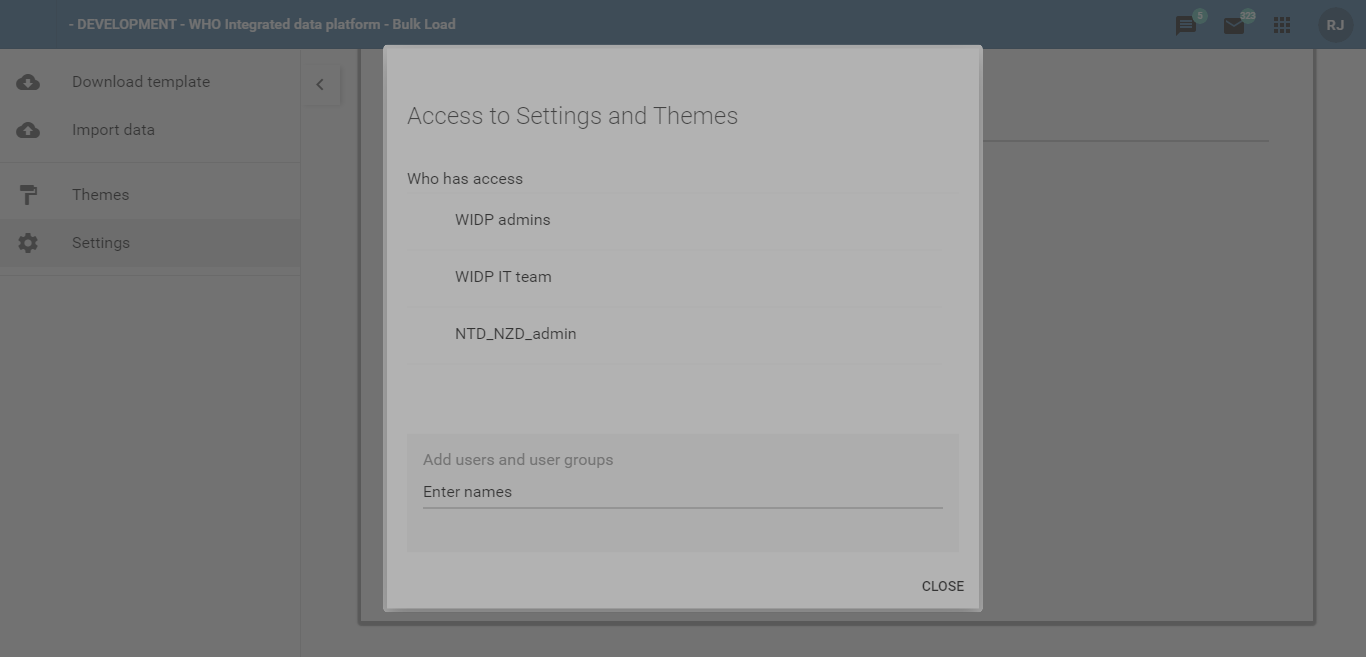 - DEVELOPMENT - WHO Integrated data platform - Bulk Load
5
323
RJ
Download template
Import data
Themes
Settings
Access to Settings and Themes
Who has access
WIDP admins
WIDP IT team
NTD_NZD_admin
Add users and user groups
Enter names
CLOSE